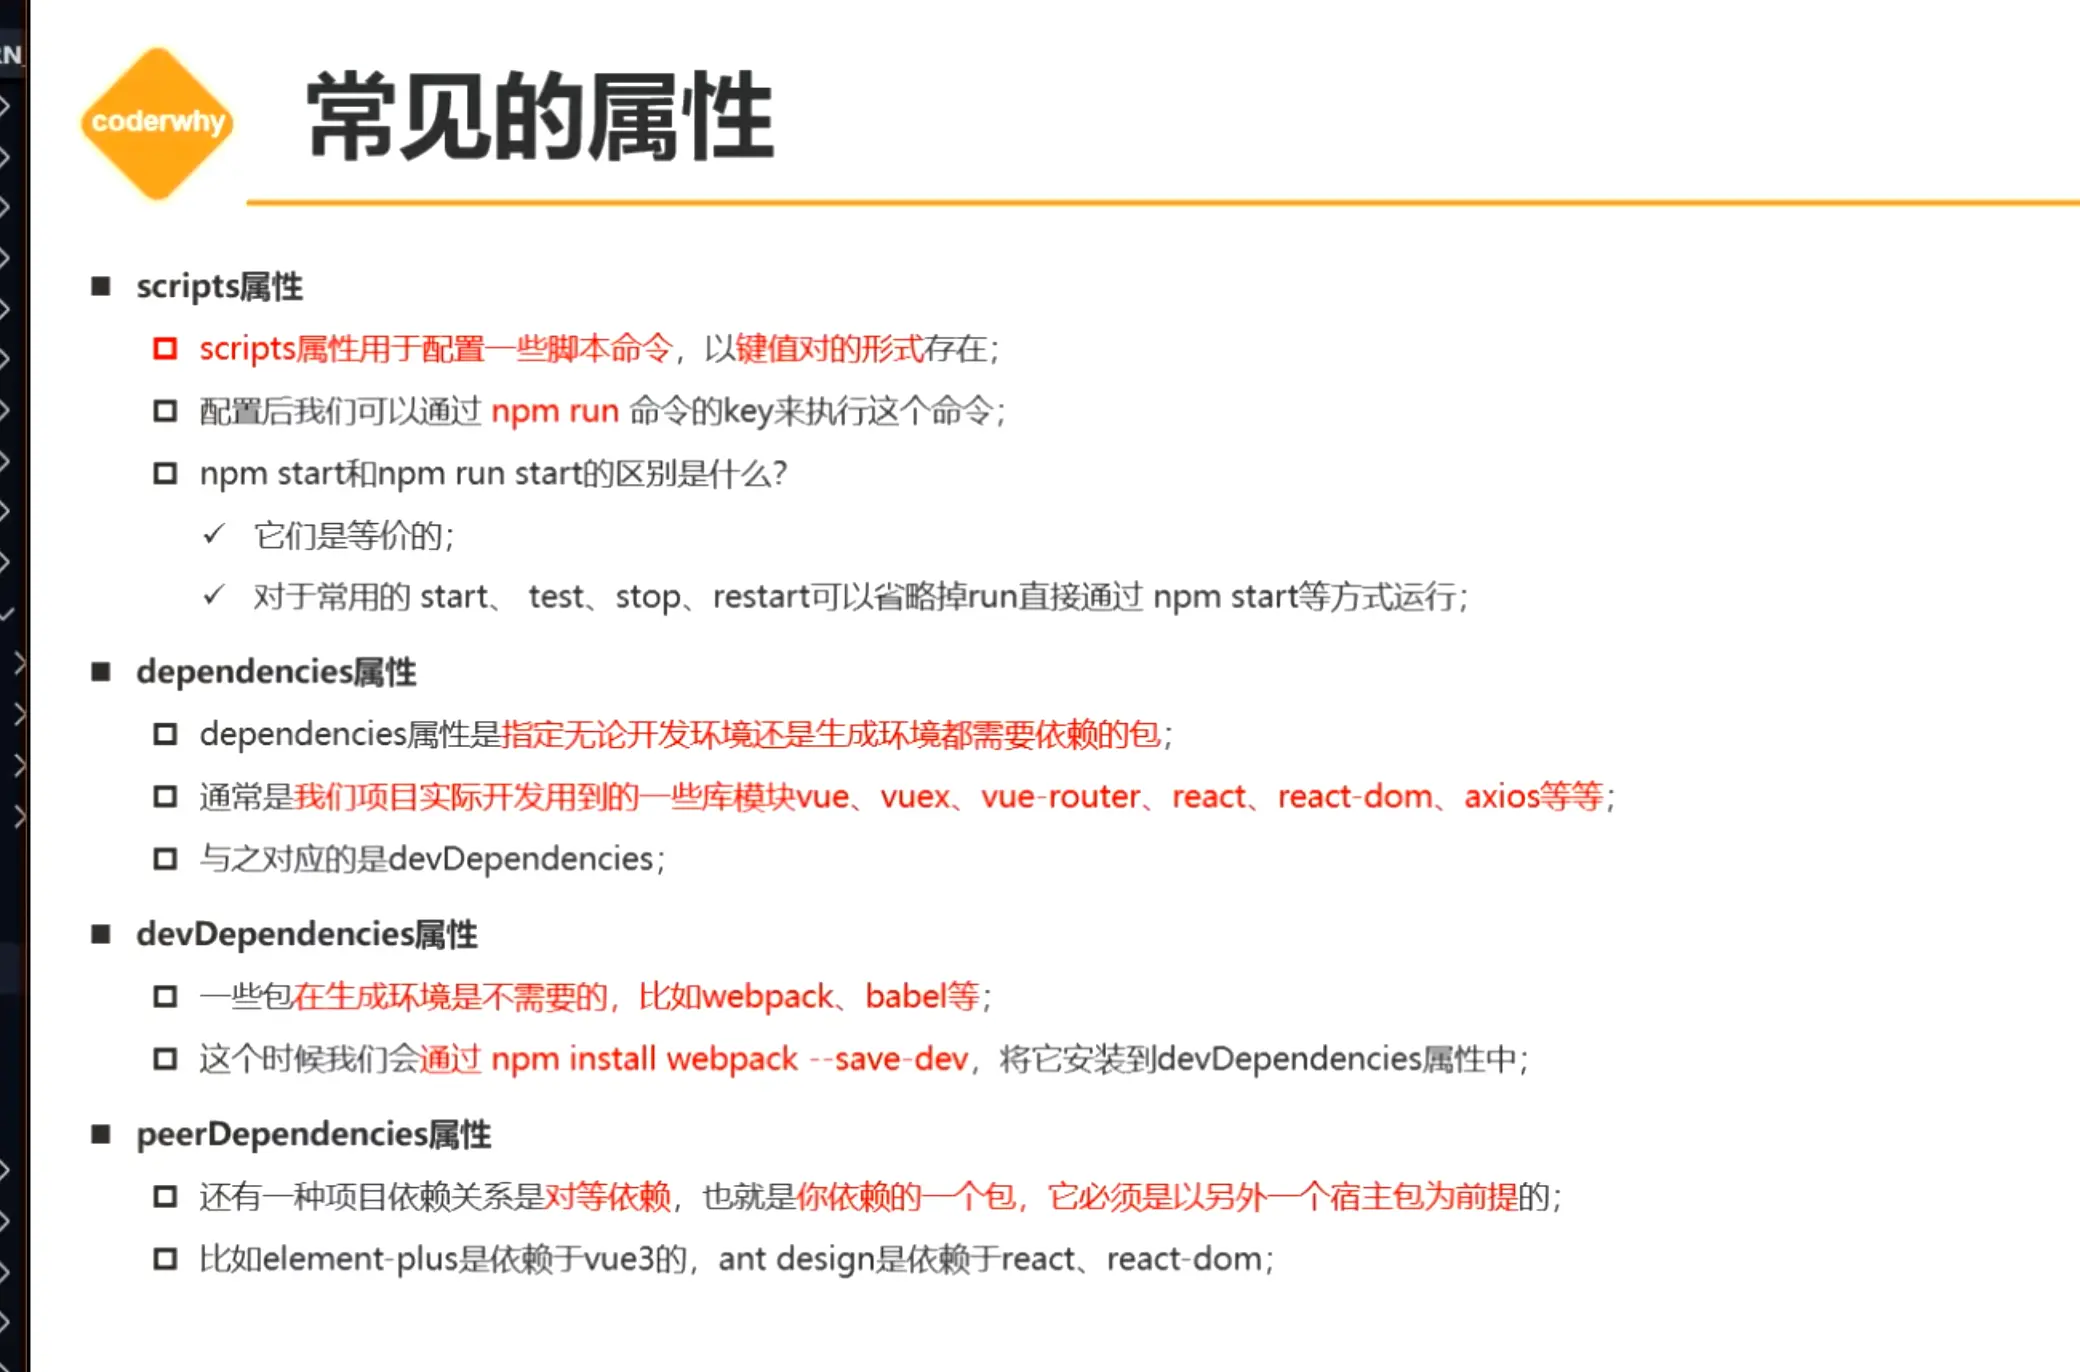 RN
coderwhy
常见的属性
scripts属性
scripts属性用于配置一些脚本命令，以键值对的形式存在；
配置后我们可以通过 npm run 命令的key来执行这个命令；
npm start和npm run start的区别是什么？
它们是等价的；
对于常用的 start、 test、stop、restart可以省略掉run直接通过 npm start等方式运行；
dependencies属性
dependencies属性是指定无论开发环境还是生成环境都需要依赖的包；
通常是我们项目实际开发用到的一些库模块vue、vuex、vue-router、react、react-dom、axios等等；
与之对应的是devDependencies；
devDependencies属性
一些包在生成环境是不需要的，比如webpack、babel等；
这个时候我们会通过 npm install webpack --save-dev，将它安装到devDependencies属性中；
peerDependencies属性
还有一种项目依赖关系是对等依赖，也就是你依赖的一个包，它必须是以另外一个宿主包为前提的；
比如element-plus是依赖于vue3的，ant design是依赖于react、react-dom；